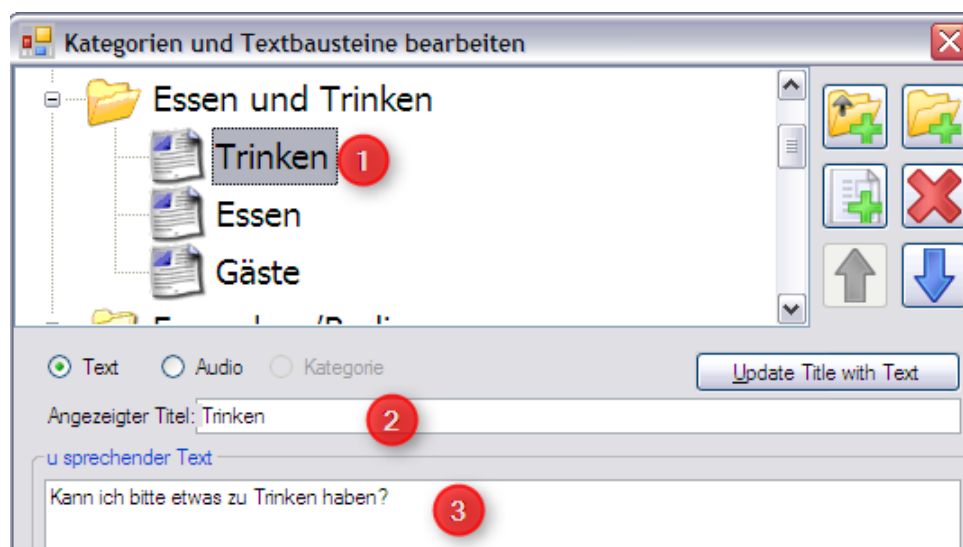 Kategorien und Textbausteine bearbeiten
Essen und Trinken
Trinken 1
Essen
Gäste
Text Audio Kategorie Update Title with Text
Angezeigter Titel: Trinken 2
u sprechender Text
Kann ich bitte etwas zu Trinken haben? 3